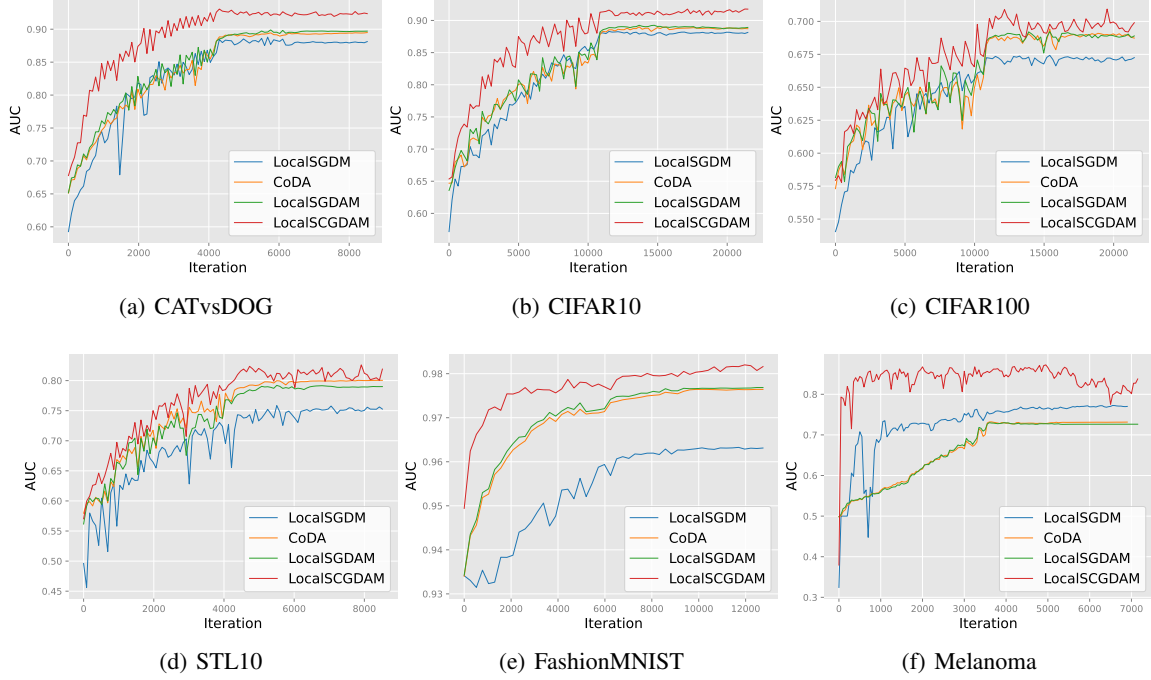 AUC
0.90
0.85
0.80
0.75
0.70
0.65
0.60
0 2000 4000 6000 8000
Iteration
LocalSGDM
CoDA
LocalSGDAM
LocalSCGDAM
(a) CATvsDOG
AUC
0.90
0.85
0.80
0.75
0.70
0.65
0.60
0 5000 10000 15000 20000
Iteration
LocalSGDM
CoDA
LocalSGDAM
LocalSCGDAM
(b) CIFAR10
AUC
0.700
0.675
0.650
0.625
0.600
0.575
0.550
0 5000 10000 15000 20000
Iteration
LocalSGDM
CoDA
LocalSGDAM
LocalSCGDAM
(c) CIFAR100
AUC
0.80
0.75
0.70
0.65
0.60
0.55
0.50
0.45
0 2000 4000 6000 8000
Iteration
LocalSGDM
CoDA
LocalSGDAM
LocalSCGDAM
(d) STL10
AUC
0.98
0.97
0.96
0.95
0.94
0.93
0 2000 4000 6000 8000 10000 12000
Iteration
LocalSGDM
CoDA
LocalSGDAM
LocalSCGDAM
(e) FashionMNIST
AUC
0.8
0.7
0.6
0.5
0.4
0.3
0 1000 2000 3000 4000 5000 6000 7000
Iteration
LocalSGDM
CoDA
LocalSGDAM
LocalSCGDAM
(f) Melanoma